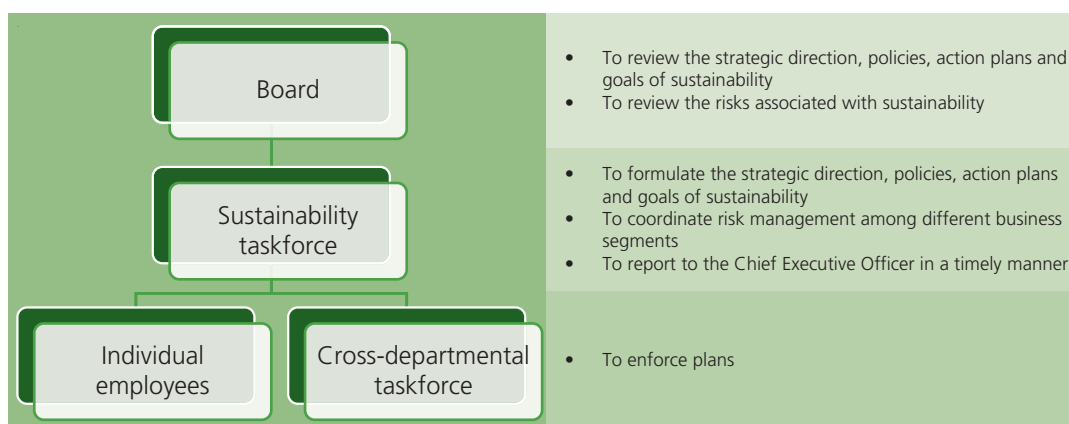 Board
• To review the strategic direction, policies, action plans and
goals of sustainability
• To review the risks associated with sustainability
Sustainability
taskforce
• To formulate the strategic direction, policies, action plans
and goals of sustainability
• To coordinate risk management among different business
segments
• To report to the Chief Executive Officer in a timely manner
Individual
employees
Cross-departmental
taskforce
• To enforce plans